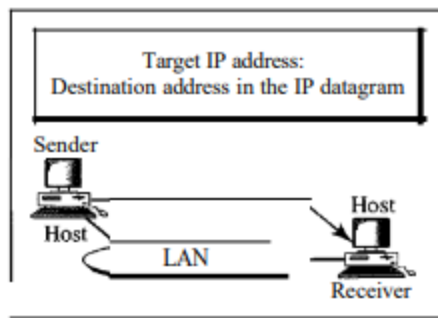 Target IP address:
Destination address in the IP datagram
Sender
Host
Host
LAN
Receiver